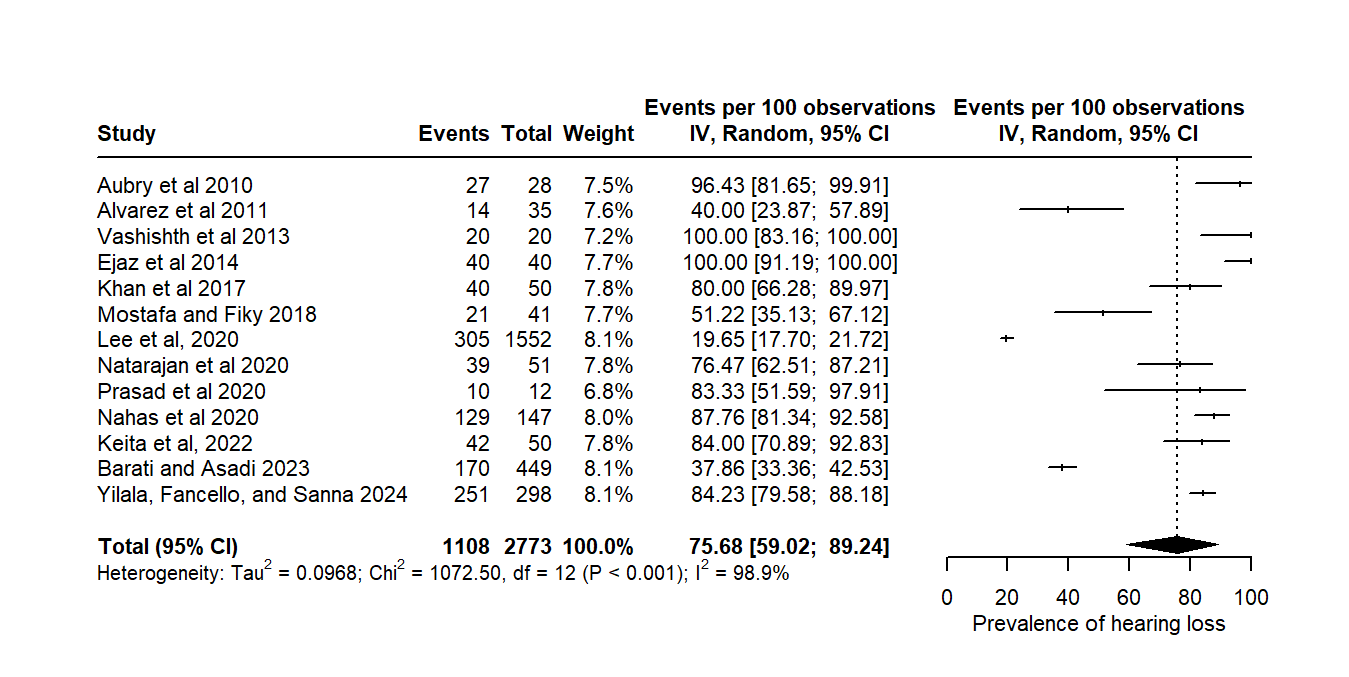 Events per 100 observations Events per 100 observations
Study Events Total Weight IV, Random, 95% CI IV, Random, 95% CI
Aubry et al 2010 27 28 7.5% 96.43 [81.65; 99.91]
Alvarez et al 2011 14 35 7.6% 40.00 [23.87; 57.89]
Vashishth et al 2013 20 20 7.2% 100.00 [83.16; 100.00]
Ejaz et al 2014 40 40 7.7% 100.00 [91.19; 100.00]
Khan et al 2017 40 50 7.8% 80.00 [66.28; 89.97]
Mostafa and Fiky 2018 21 41 7.7% 51.22 [35.13; 67.12]
Lee et al, 2020 305 1552 8.1% 19.65 [17.70; 21.72]
Natarajan et al 2020 39 51 7.8% 76.47 [62.51; 87.21]
Prasad et al 2020 10 12 6.8% 83.33 [51.59; 97.91]
Nahas et al 2020 129 147 8.0% 87.76 [81.34; 92.58]
Keita et al, 2022 42 50 7.8% 84.00 [70.89; 92.83]
Barati and Asadi 2023 170 449 8.1% 37.86 [33.36; 42.53]
Yilala, Fancello, and Sanna 2024 251 298 8.1% 84.23 [79.58; 88.18]
Total (95% CI) 1108 2773 100.0% 75.68 [59.02; 89.24]
Heterogeneity: Tau² = 0.0968; Chi² = 1072.50, df = 12 (P < 0.001); I² = 98.9%
0 20 40 60 80 100
Prevalence of hearing loss